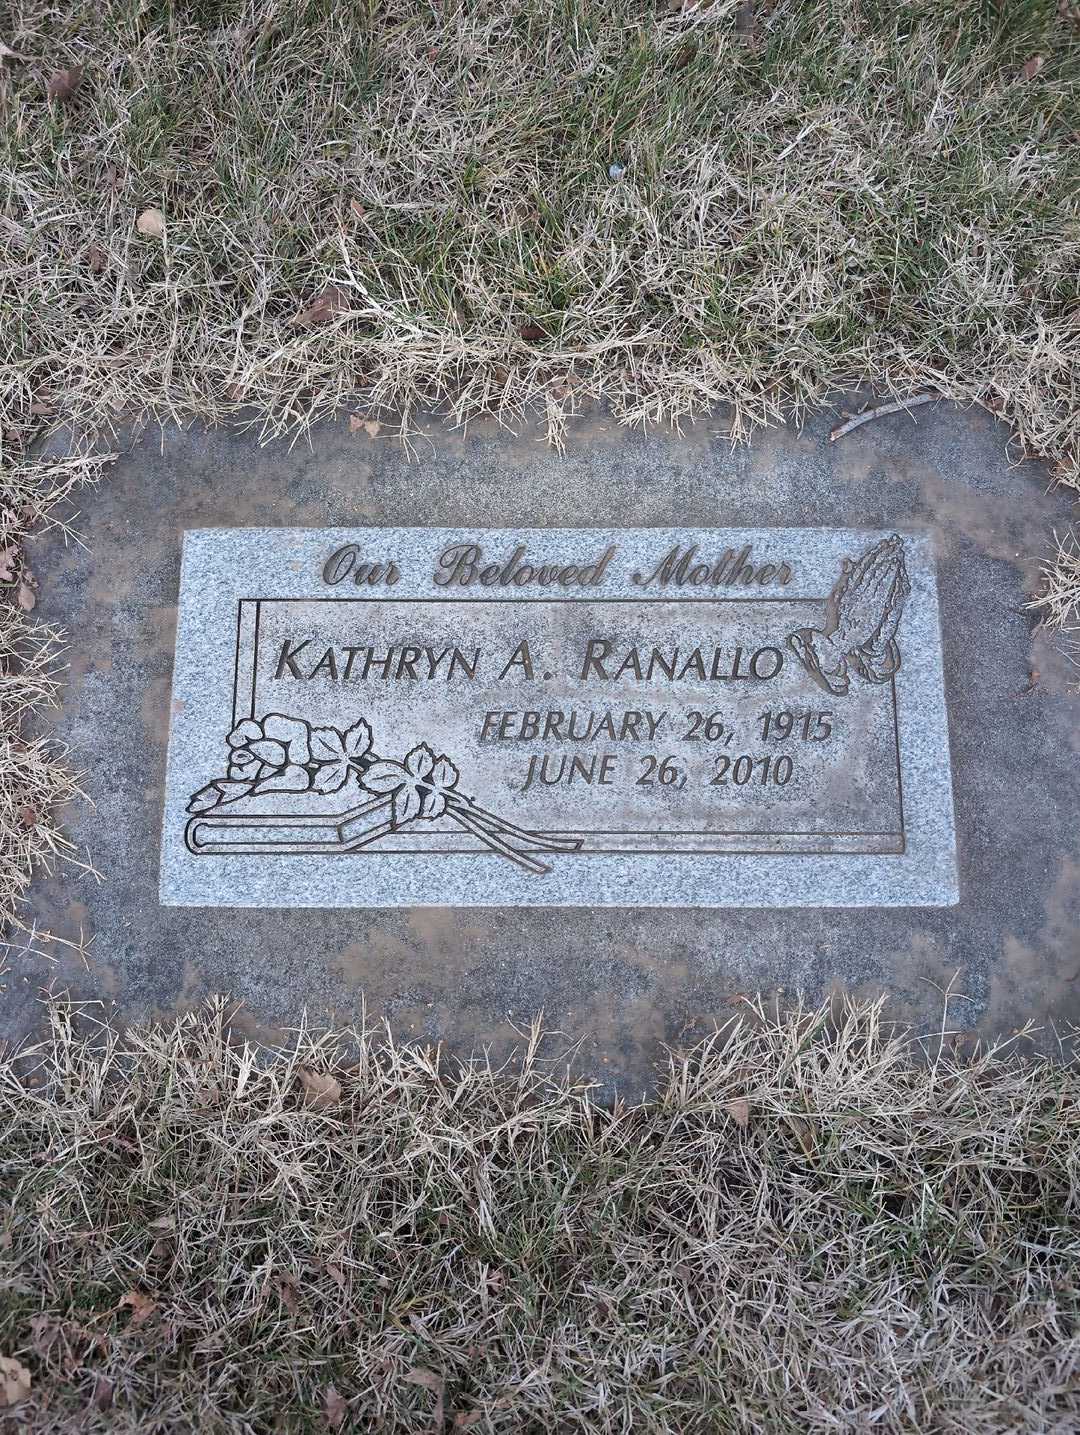 Our Beloved Mother
KATHRYN A. RANALLO
FEBRUARY 26, 1915
JUNE 26, 2010